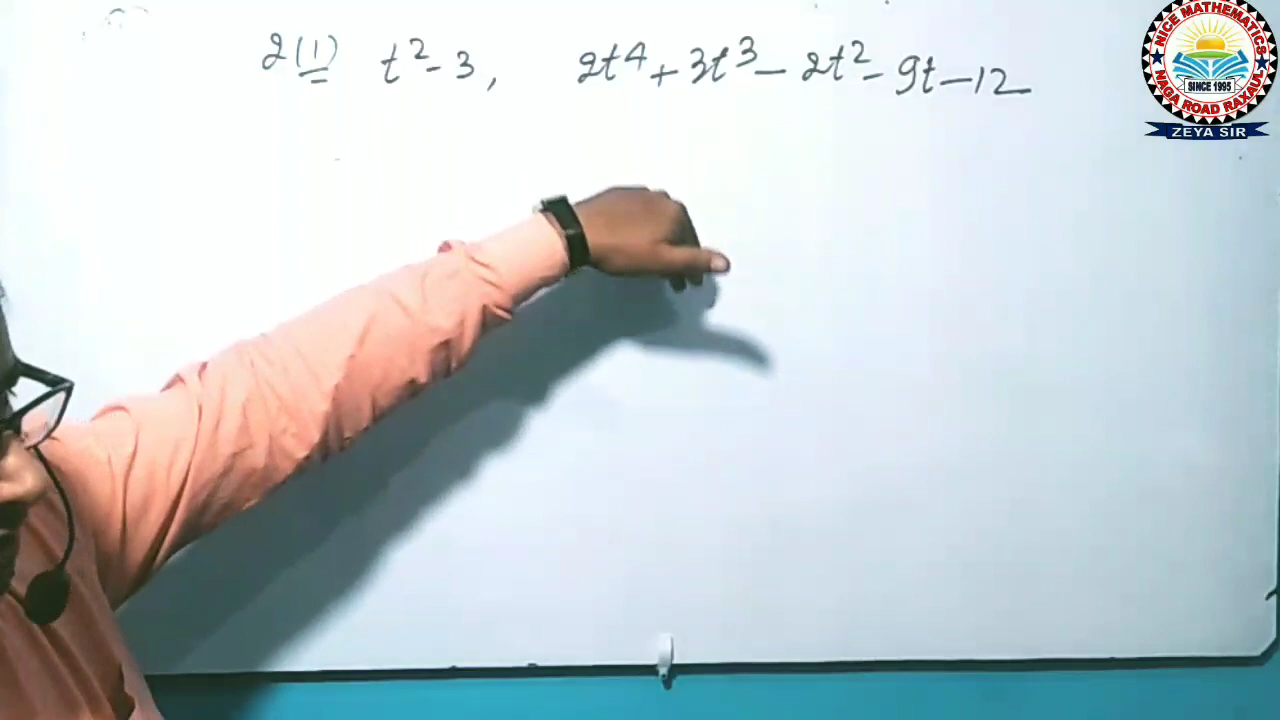 2(1) t² - 3, 2t⁴ + 3t³ - 2t² - 9t - 12
NICE MATHEMATICS
SINCE 1995
NAGA ROAD RAXAUL
ZEYA SIR